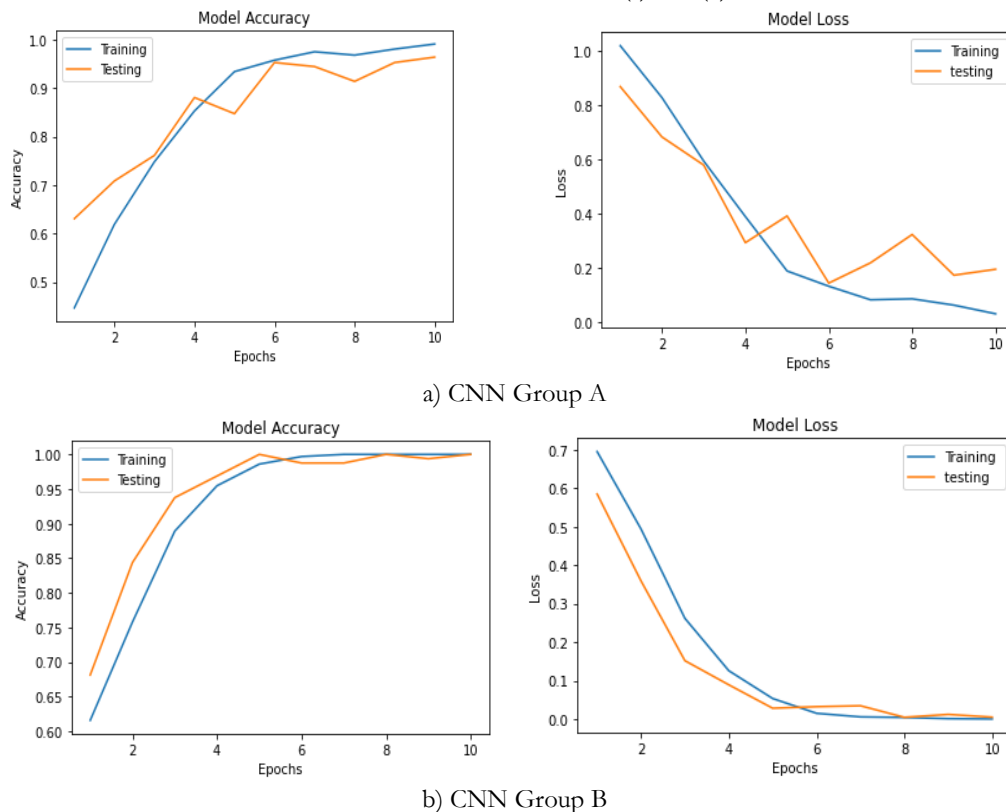 Model Accuracy
Training
Testing
1.0
0.9
0.8
0.7
0.6
0.5
Accuracy
2 4 6 8 10
Epochs
Model Loss
Training
testing
1.0
0.8
0.6
0.4
0.2
0.0
Loss
2 4 6 8 10
Epochs
a) CNN Group A
Model Accuracy
Training
Testing
1.00
0.95
0.90
0.85
0.80
0.75
0.70
0.65
0.60
Accuracy
2 4 6 8 10
Epochs
Model Loss
Training
testing
0.7
0.6
0.5
0.4
0.3
0.2
0.1
0.0
Loss
2 4 6 8 10
Epochs
b) CNN Group B